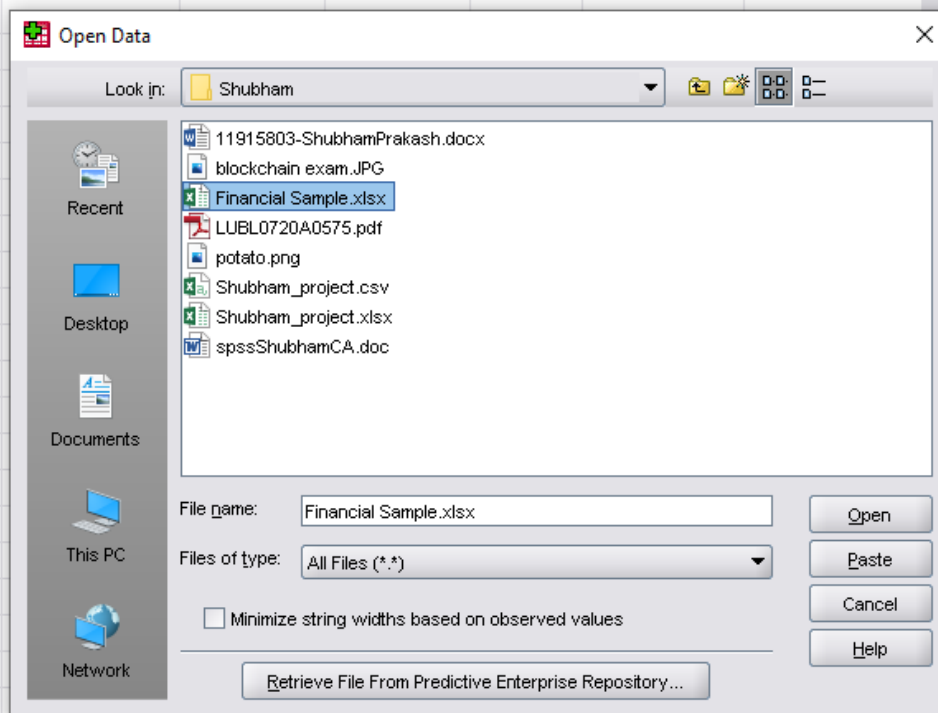 Open Data
Look in:
Shubham
Recent
Desktop
Documents
This PC
Network
11915803-ShubhamPrakash.docx
blockchain exam.JPG
Financial Sample.xlsx
LUBL0720A0575.pdf
potato.png
Shubham_project.csv
Shubham_project.xlsx
spssShubhamCA.doc
File name:
Financial Sample.xlsx
Open
Files of type:
All Files (*.*)
Paste
Minimize string widths based on observed values
Cancel
Help
Retrieve File From Predictive Enterprise Repository...